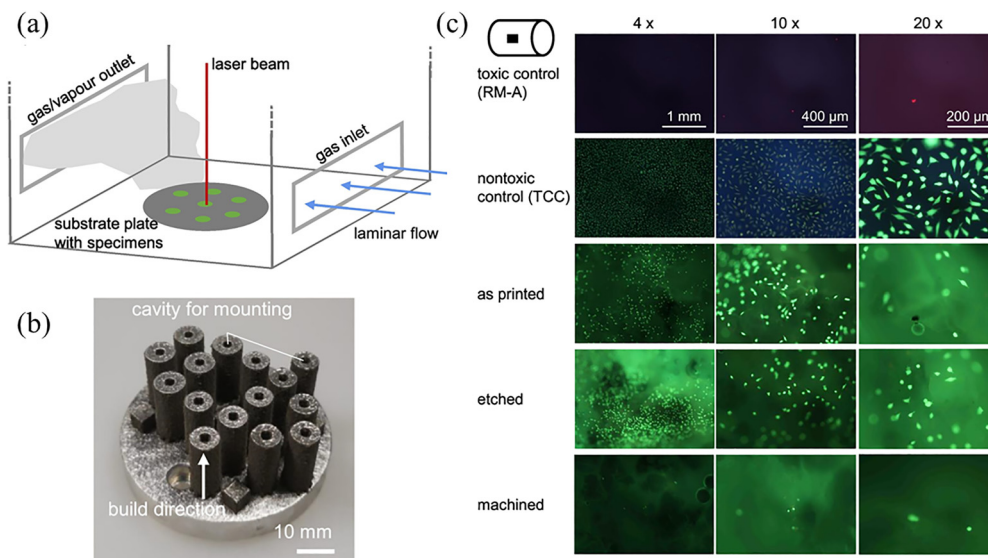 (a)
laser beam
gas/vapour outlet
gas inlet
substrate plate
with specimens
laminar flow
(b)
cavity for mounting
build direction
10 mm
(c)
4 x
10 x
20 x
toxic control
(RM-A)
1 mm
400 µm
200 µm
nontoxic
control (TCC)
as printed
etched
machined